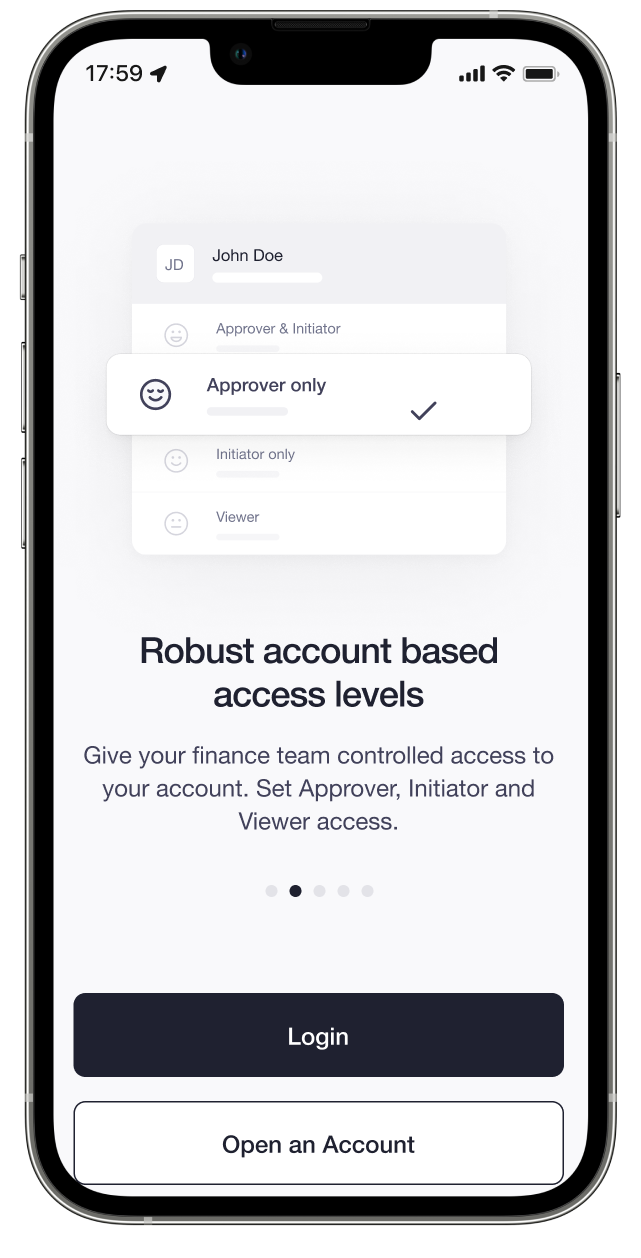 17:59
JD
John Doe
Approver & Initiator
Approver only
Initiator only
Viewer
Robust account based
access levels
Give your finance team controlled access to
your account. Set Approver, Initiator and
Viewer access.
Login
Open an Account